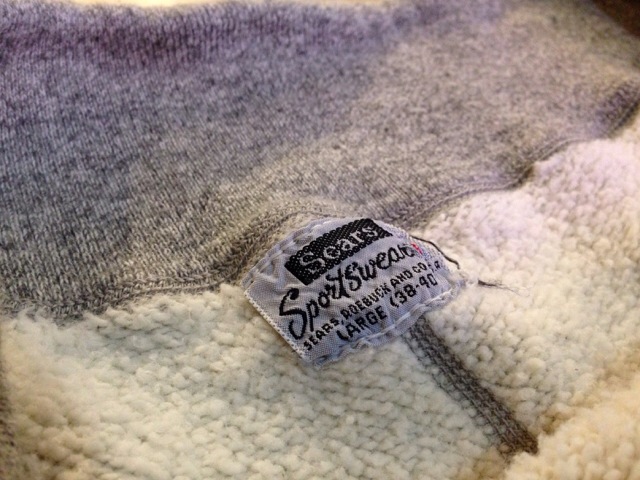 Sears
Sportswear
SEARS, ROEBUCK AND CO.
LARGE (38-40)